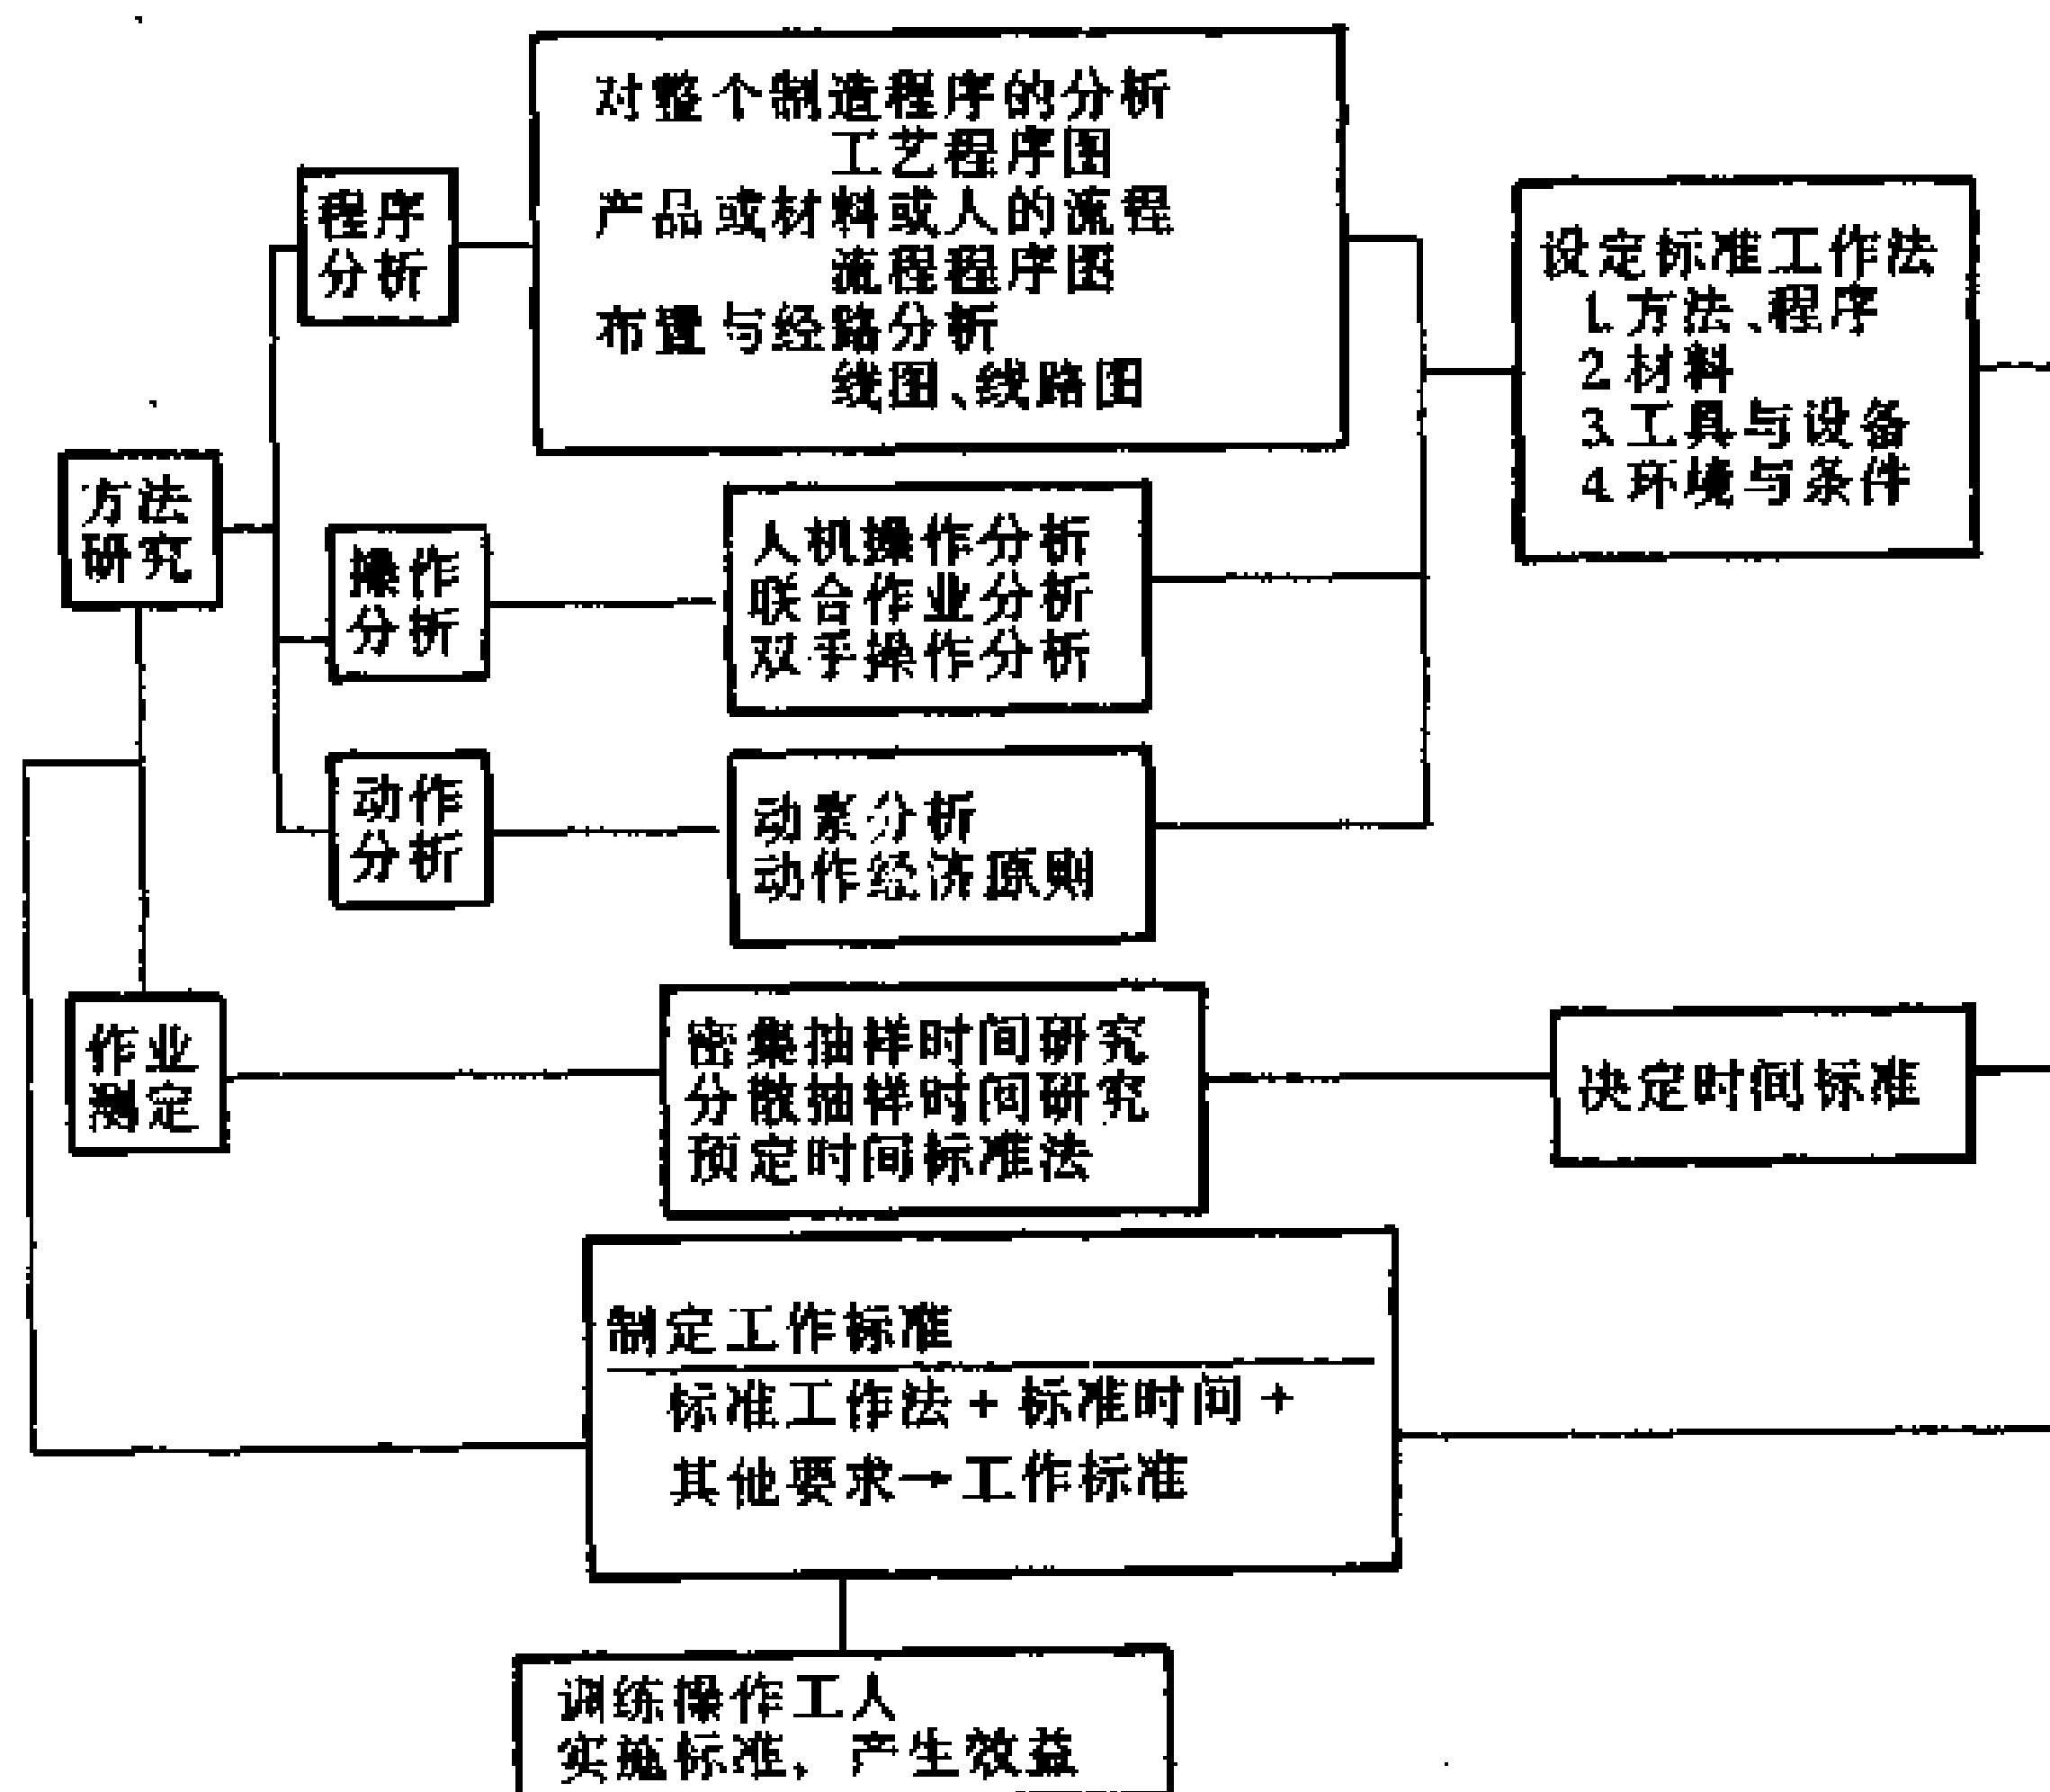 对整个制造程序的分析
工艺程序图
产品或材料或人的流程
流程程序图
布置与经路分析
线图、线路图
程序
分析
设定标准工作法
1.方法、程序
2.材料
3.工具与设备
4.环境与条件
方法
研究
操作
分析
人机操作分析
联合作业分析
双手操作分析
动作
分析
动素分析
动作经济原则
作业
测定
密集抽样时间研究
分散抽样时间研究
预定时间标准法
决定时间标准
制定工作标准
标准工作法+标准时间+
其他要求→工作标准
训练操作工人
实施标准、产生效益